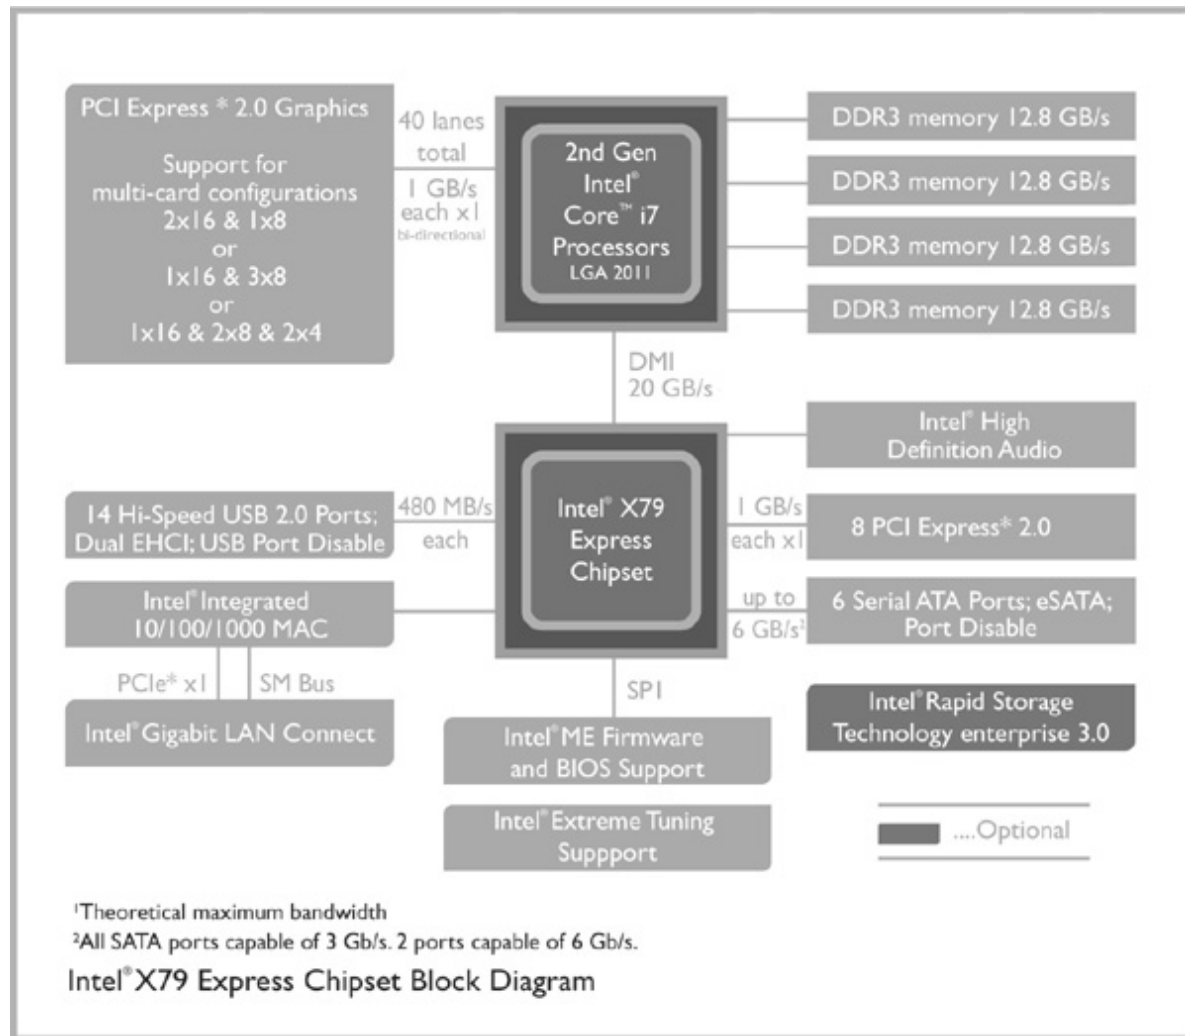 PCI Express * 2.0 Graphics
Support for
multi-card configurations
2x16 & 1x8
or
1x16 & 3x8
or
1x16 & 2x8 & 2x4
40 lanes
total
1 GB/s
each x1
bi-directional
2nd Gen
Intel®
Core™ i7
Processors
LGA 2011
DDR3 memory 12.8 GB/s
DDR3 memory 12.8 GB/s
DDR3 memory 12.8 GB/s
DDR3 memory 12.8 GB/s
DMI
20 GB/s
Intel® High
Definition Audio
14 Hi-Speed USB 2.0 Ports;
Dual EHCI; USB Port Disable
480 MB/s
each
Intel® X79
Express
Chipset
1 GB/s
each x1
8 PCI Express* 2.0
Intel® Integrated
10/100/1000 MAC
up to
6 GB/s²
6 Serial ATA Ports; eSATA;
Port Disable
PCIe* x1
SM Bus
SPI
Intel® Gigabit LAN Connect
Intel® ME Firmware
and BIOS Support
Intel® Rapid Storage
Technology enterprise 3.0
Intel® Extreme Tuning
Suppport
....Optional
¹Theoretical maximum bandwidth
²All SATA ports capable of 3 Gb/s. 2 ports capable of 6 Gb/s.
Intel® X79 Express Chipset Block Diagram